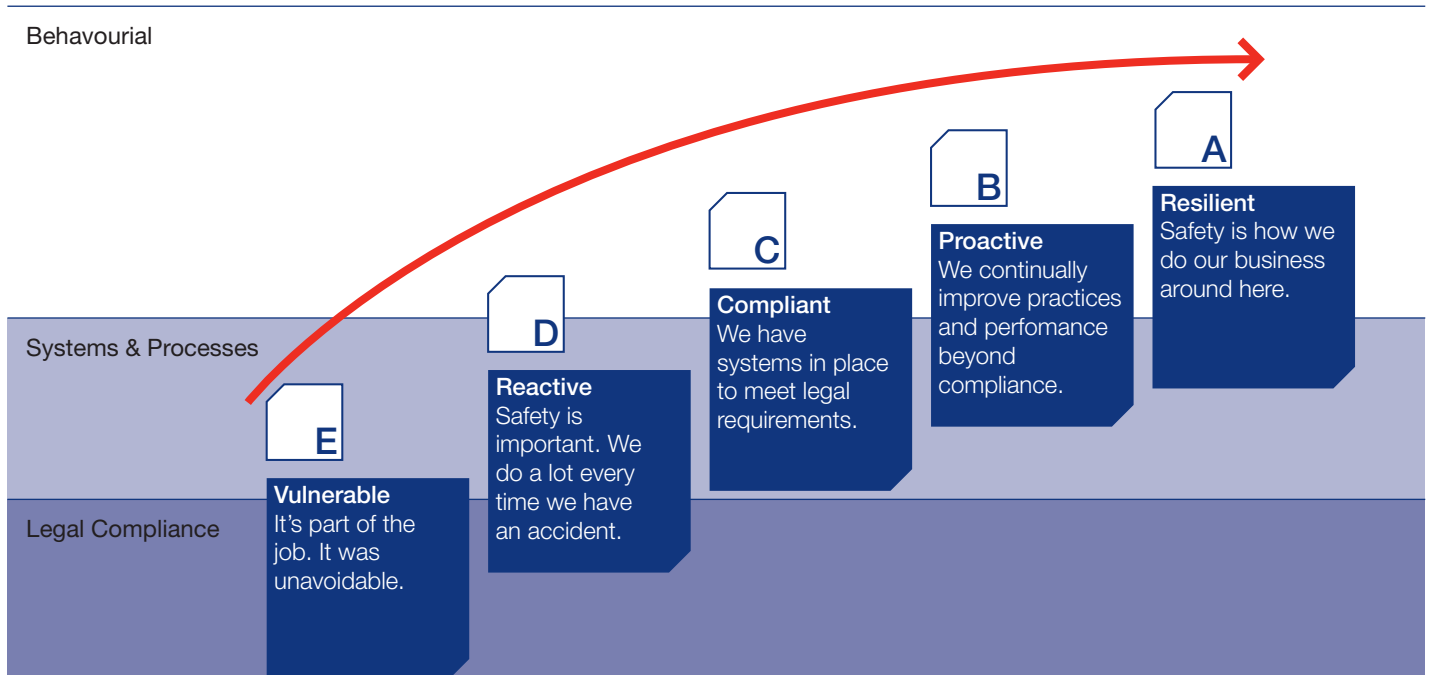 Behavourial
A
B
Resilient
Safety is how we
do our business
around here.
C
Proactive
We continually
improve practices
and perfomance
beyond
compliance.
D
Compliant
We have
systems in place
to meet legal
requirements.
Systems & Processes
E
Reactive
Safety is
important. We
do a lot every
time we have
an accident.
Legal Compliance
Vulnerable
It’s part of the
job. It was
unavoidable.